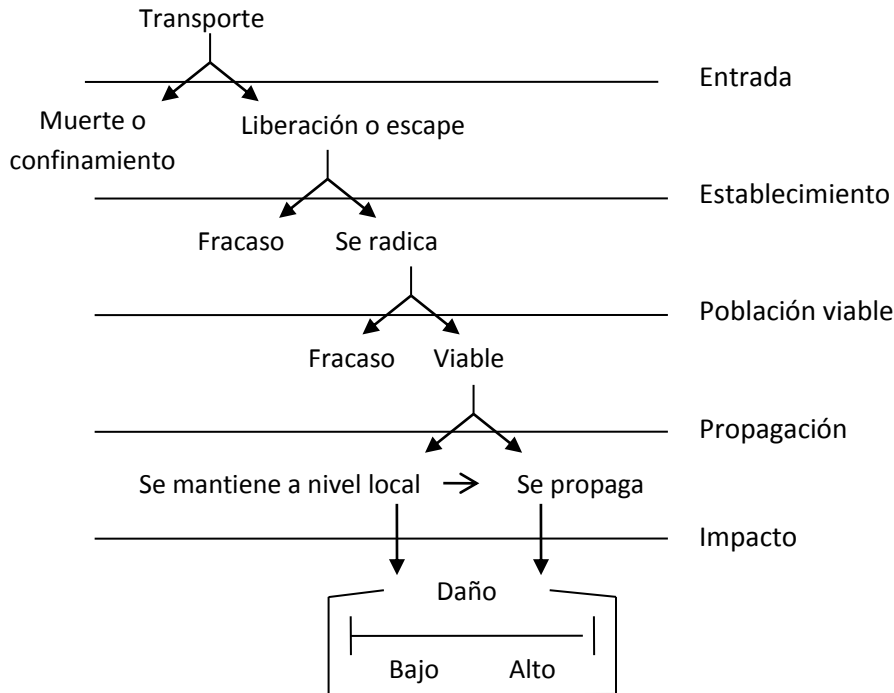 Transporte
Entrada
Muerte o
confinamiento
Liberación o escape
Establecimiento
Fracaso
Se radica
Población viable
Fracaso
Viable
Propagación
Se mantiene a nivel local
Se propaga
Impacto
Daño
Bajo
Alto